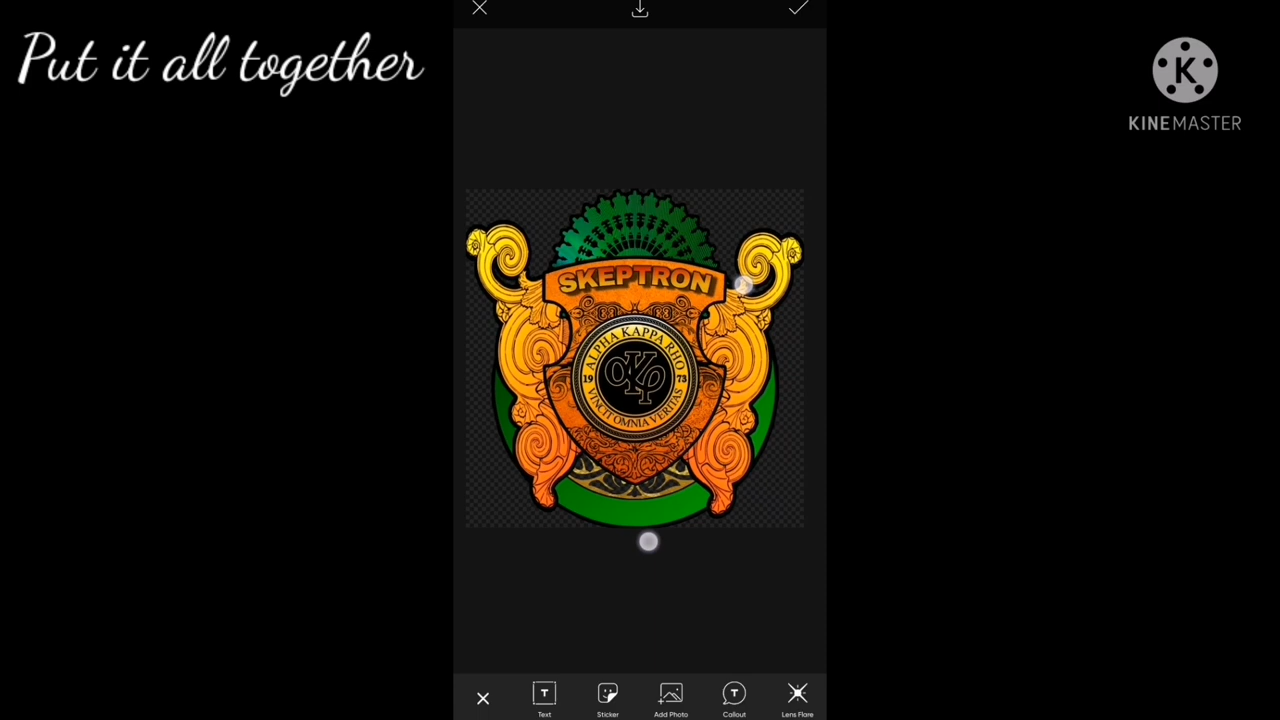 Put it all together
KINEMASTER
SKEPTRON
ALPHA KAPPA RHO
19 73
VINCIT OMNIA VERITAS
Text
Sticker
Add Photo
Callout
Lens Flare